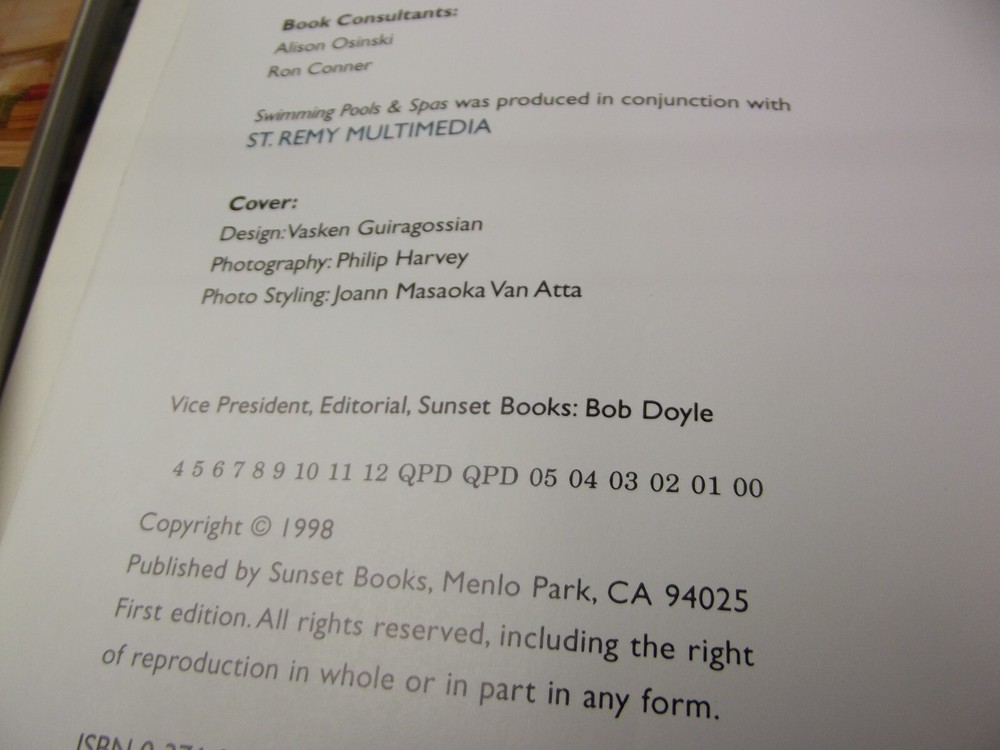 Book Consultants:
Alison Osinski
Ron Conner
Swimming Pools & Spas was produced in conjunction with
ST. REMY MULTIMEDIA
Cover:
Design: Vasken Guiragossian
Photography: Philip Harvey
Photo Styling: Joann Masaoka Van Atta
Vice President, Editorial, Sunset Books: Bob Doyle
4 5 6 7 8 9 10 11 12 QPD QPD 05 04 03 02 01 00
Copyright © 1998
Published by Sunset Books, Menlo Park, CA 94025
First edition. All rights reserved, including the right
of reproduction in whole or in part in any form.
ISBN